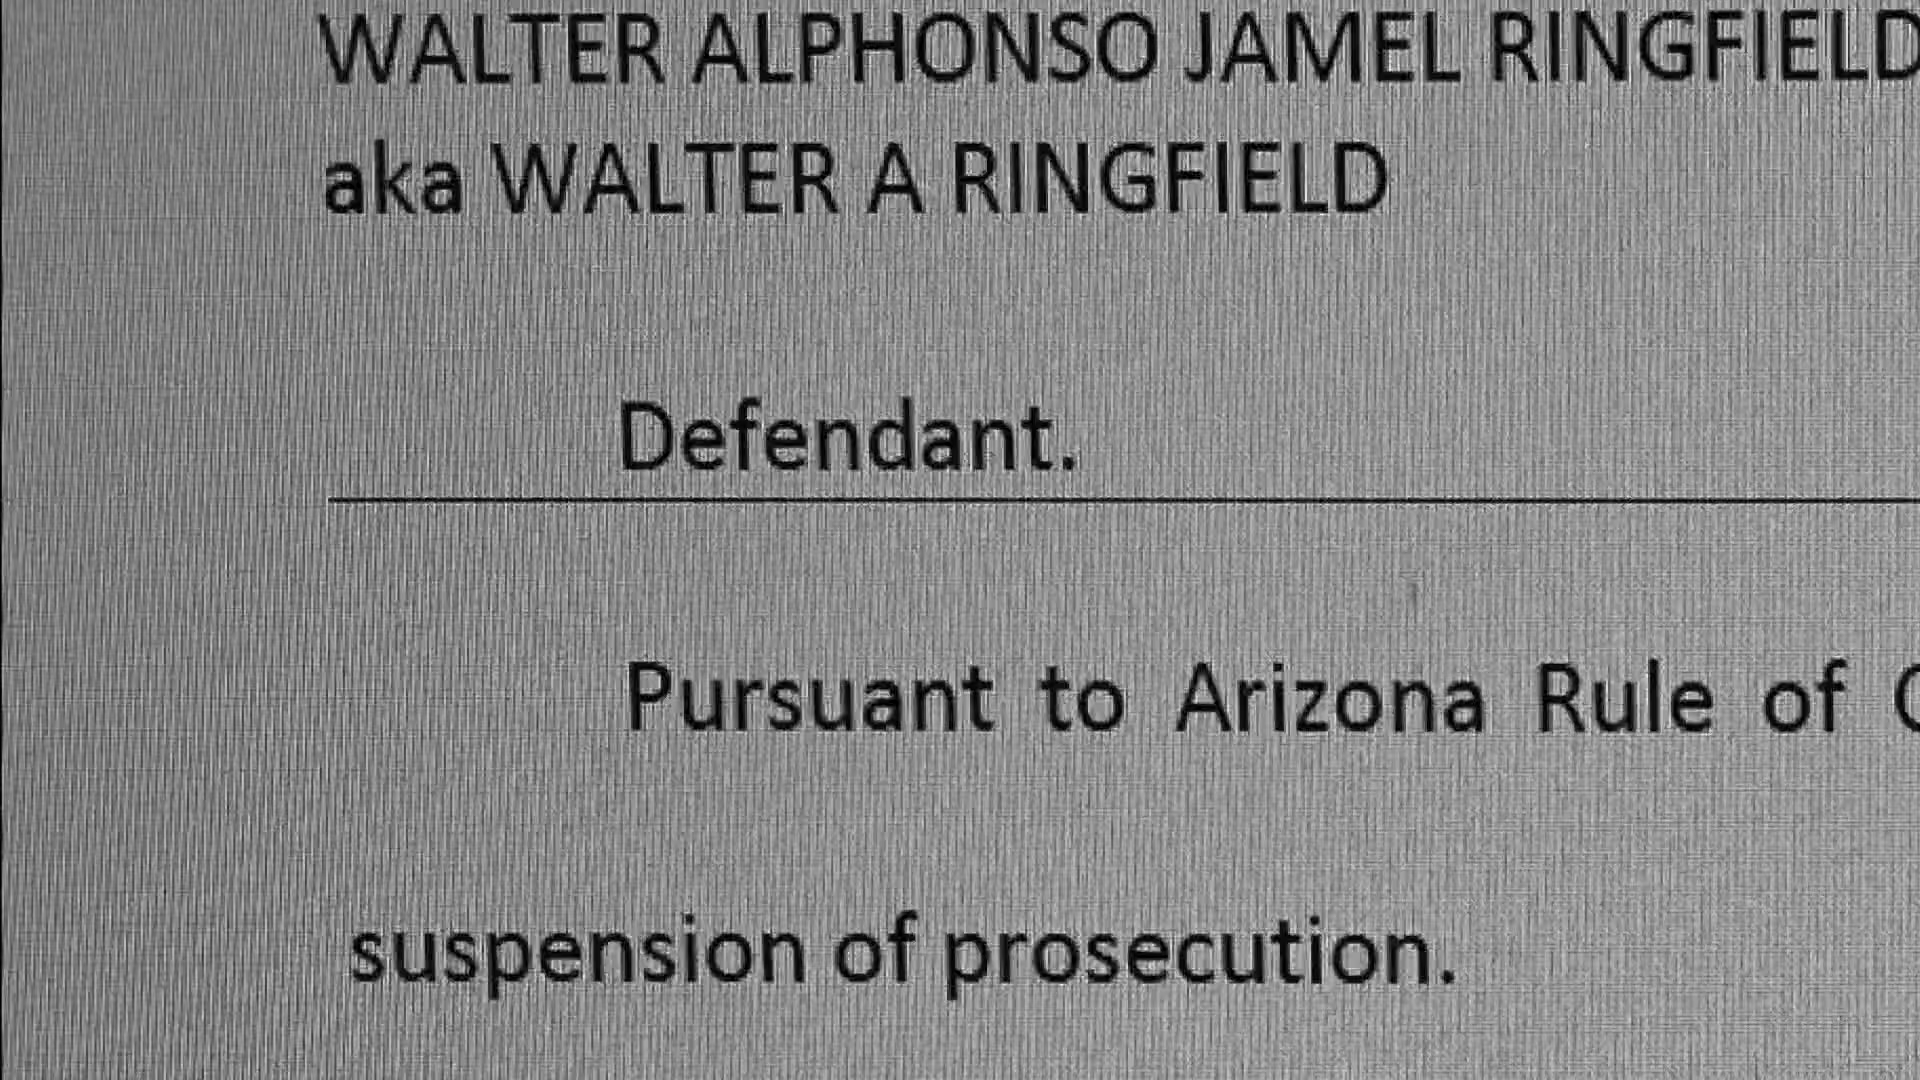 WALTER ALPHONSO JAMEL RINGFIELD
aka WALTER A RINGFIELD
Defendant.
Pursuant to Arizona Rule of
suspension of prosecution.